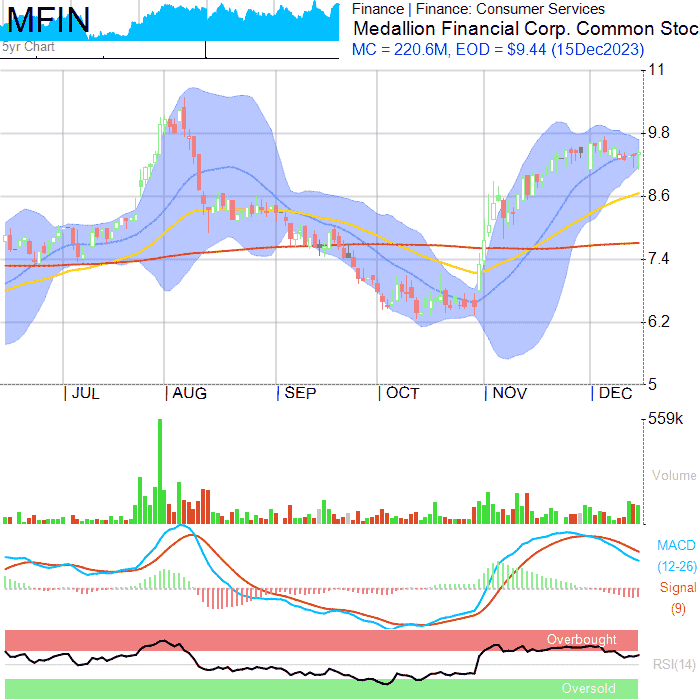 MFIN
5yr Chart
Finance | Finance: Consumer Services
Medallion Financial Corp. Common Stoc
MC = 220.6M, EOD = $9.44 (15Dec2023)
11
9.8
8.6
7.4
6.2
5
| JUL | AUG | SEP | OCT | NOV | DEC
559k
Volume
MACD
(12-26)
Signal
(9)
Overbought
RSI(14)
Oversold